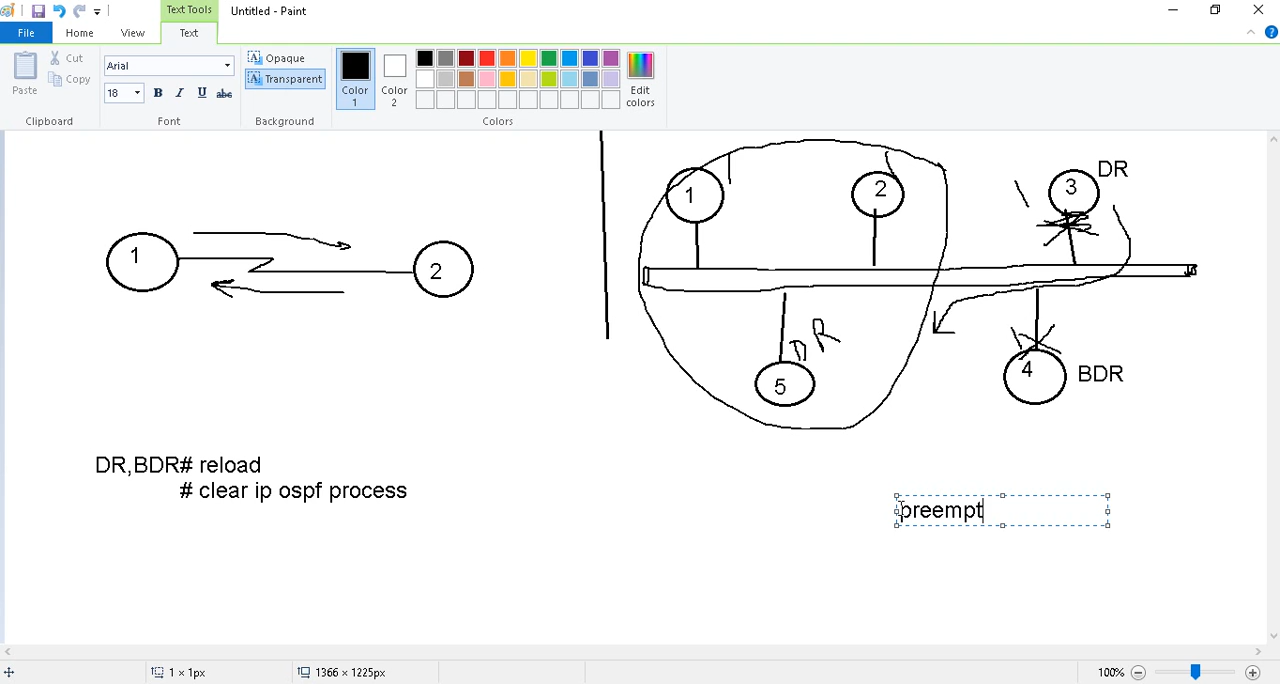 Text Tools
Untitled - Paint
File
Home
View
Text
Paste
Cut
Copy
Clipboard
Arial
18
B I U abc
Font
Opaque
Transparent
Background
Color 1
Color 2
Edit colors
Colors
1
2
1
2
3
DR
5
DR
4
BDR
DR,BDR# reload
# clear ip ospf process
preempt
1 × 1px
1366 × 1225px
100%